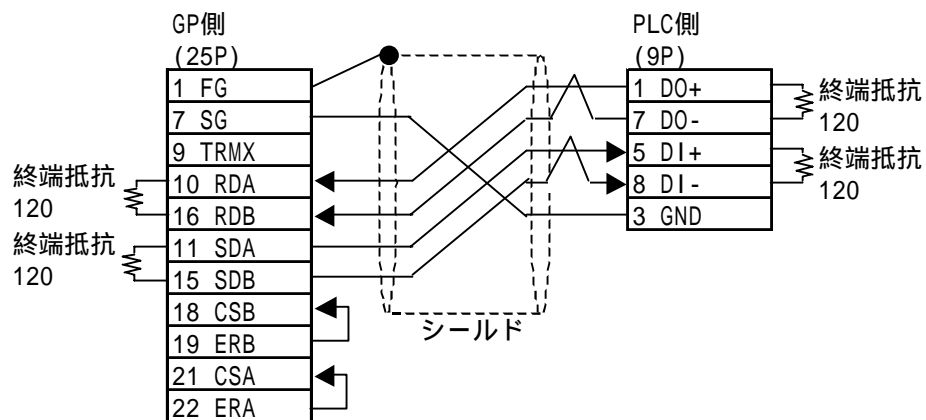 GP側
(25P)
1 FG
7 SG
9 TRMX
10 RDA
16 RDB
11 SDA
15 SDB
18 CSB
19 ERB
21 CSA
22 ERA
終端抵抗
120
終端抵抗
120
シールド
PLC側
(9P)
1 DO+
7 DO-
5 DI+
8 DI-
3 GND
終端抵抗
120
終端抵抗
120